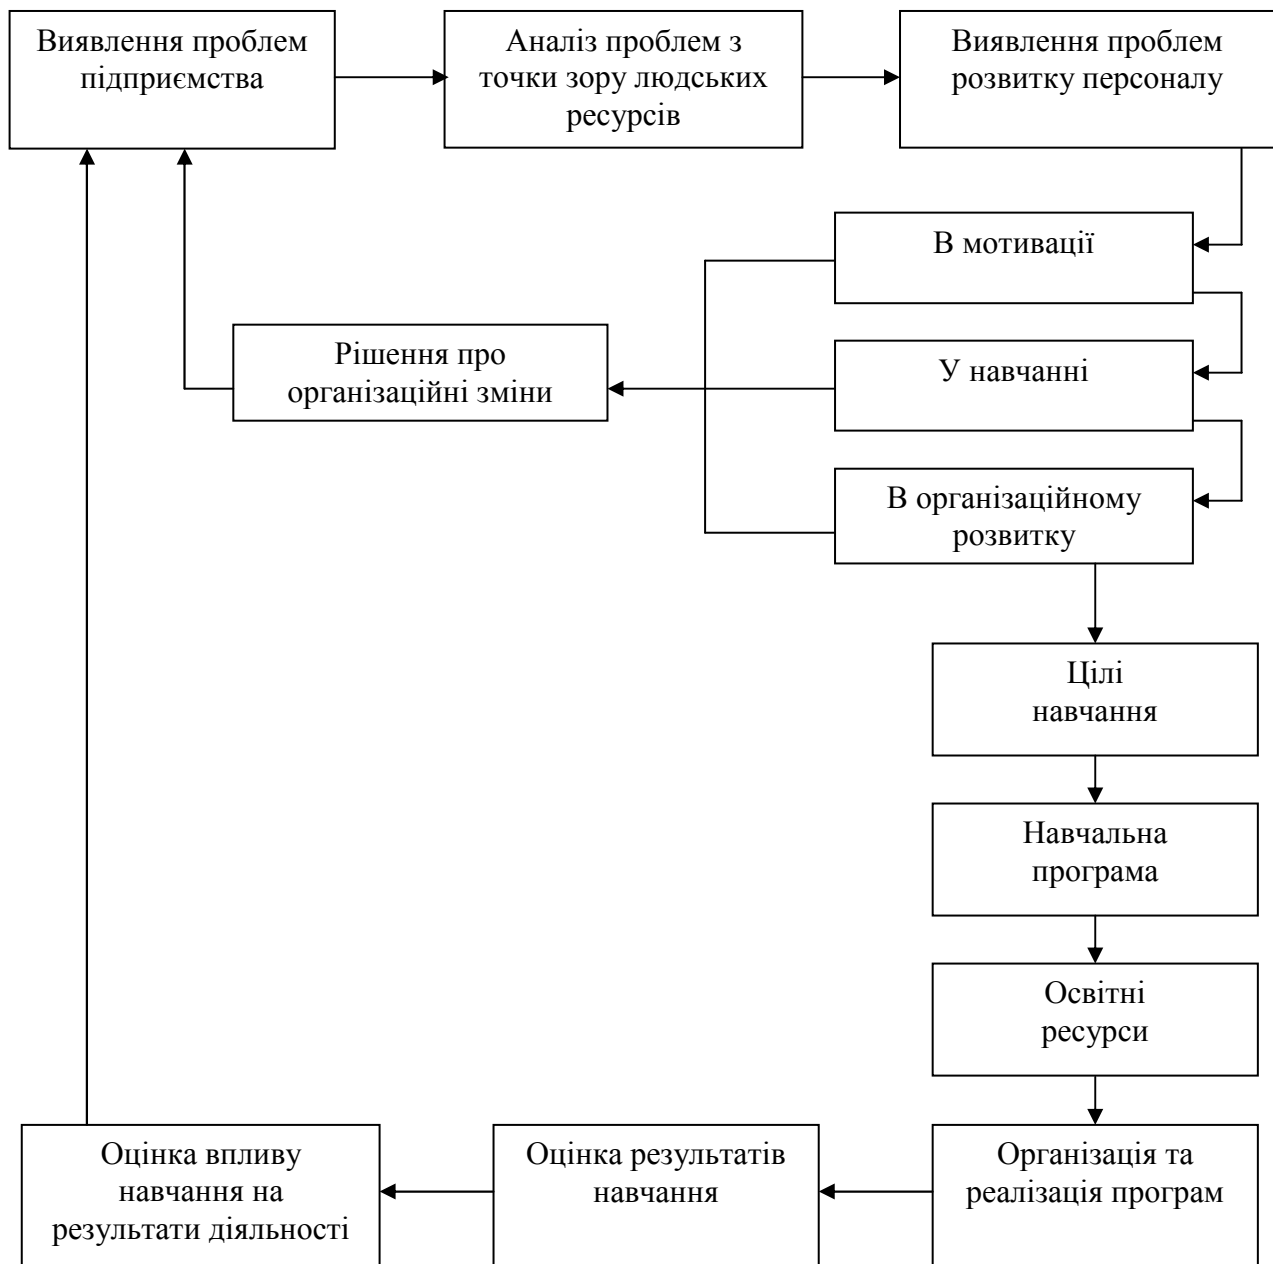 Виявлення проблем
підприємства
Аналіз проблем з
точки зору людських
ресурсів
Виявлення проблем
розвитку персоналу
В мотивації
Рішення про
організаційні зміни
У навчанні
В організаційному
розвитку
Цілі
навчання
Навчальна
програма
Освітні
ресурси
Оцінка впливу
навчання на
результати діяльності
Оцінка результатів
навчання
Організація та
реалізація програм